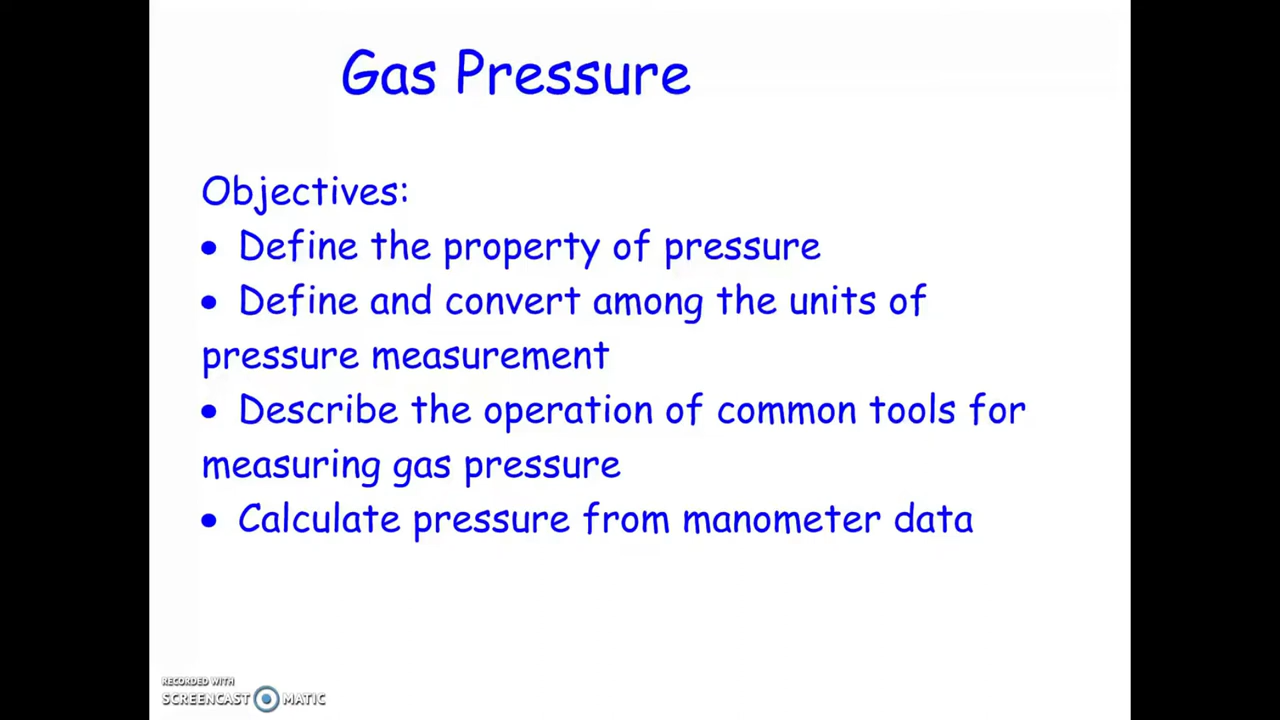 Gas Pressure
Objectives:
• Define the property of pressure
• Define and convert among the units of
pressure measurement
• Describe the operation of common tools for
measuring gas pressure
• Calculate pressure from manometer data
RECORDED WITH
SCREENCAST MATIC